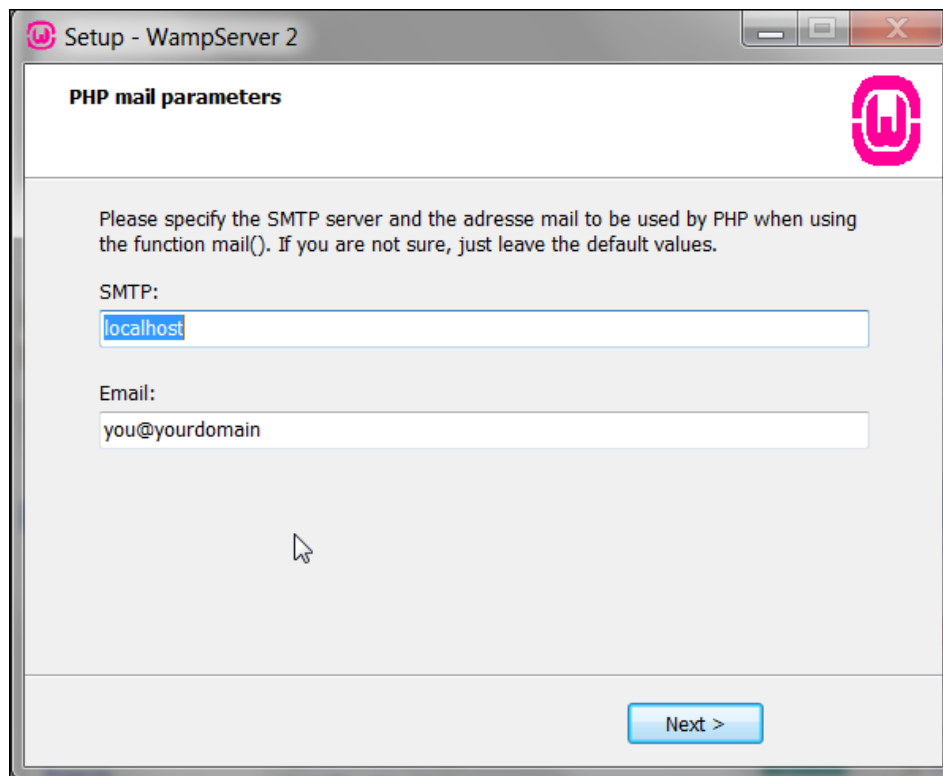 Setup - WampServer 2
PHP mail parameters
Please specify the SMTP server and the adresse mail to be used by PHP when using
the function mail(). If you are not sure, just leave the default values.
SMTP:
localhost
Email:
you@yourdomain
Next >